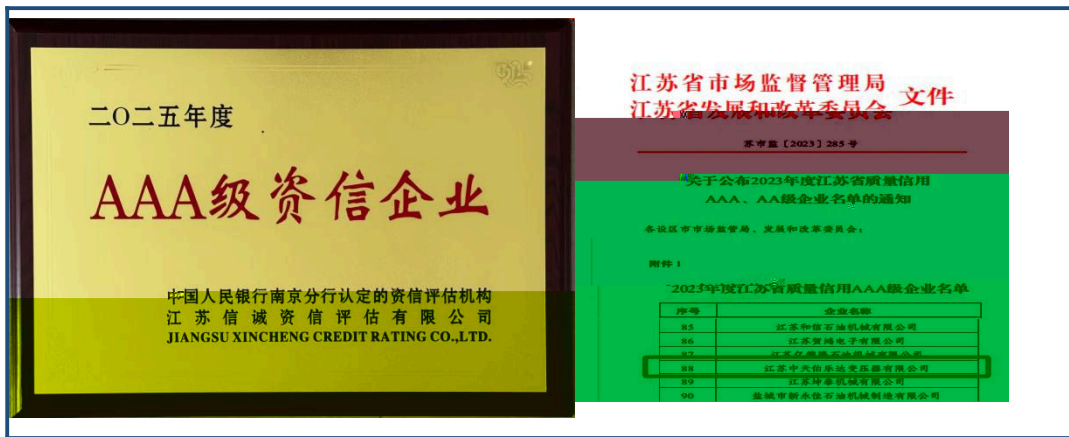 二〇二五年度
AAA级资信企业
中国人民银行南京分行认定的资信评估机构
江苏信诚资信评估有限公司
JIANGSU XINCHENG CREDIT RATING CO.,LTD.
江苏省市场监督管理局
江苏省发展和改革委员会
文件
苏市监〔2023〕285号
关于公布2023年度江苏省质量信用
AAA、AA级企业名单的通知
各设区市市场监管局、发展和改革委员会：
附件1
2023年度江苏省质量信用AAA级企业名单
序号 企业名称
85 江苏和信石油机械有限公司
86 江苏贺鸿电子有限公司
87 石油机械有限公司
88 江苏中天伯乐达变压器有限公司
89 江苏坤泰机械有限公司
90 盐城市新永佳石油机械制造有限公司